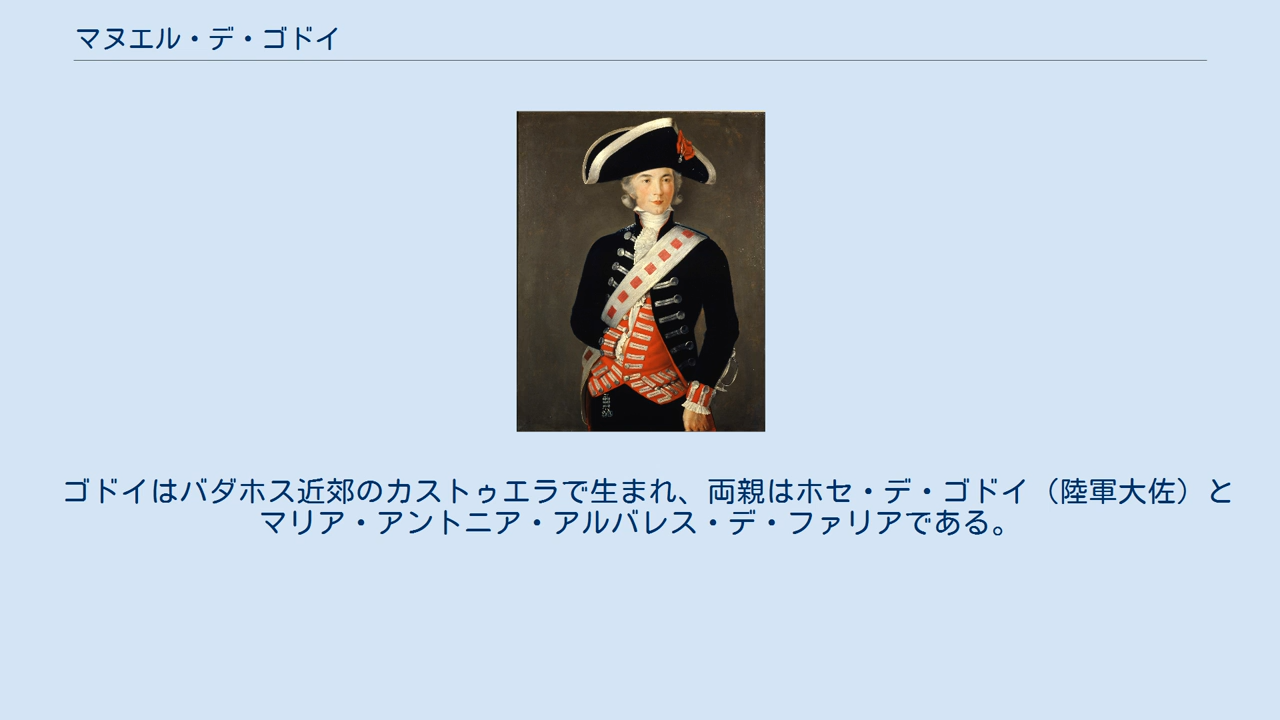 マヌエル・デ・ゴドイ
ゴドイはバダホス近郊のカストゥエラで生まれ、両親はホセ・デ・ゴドイ（陸軍大佐）と
マリア・アントニア・アルバレス・デ・ファリアである。